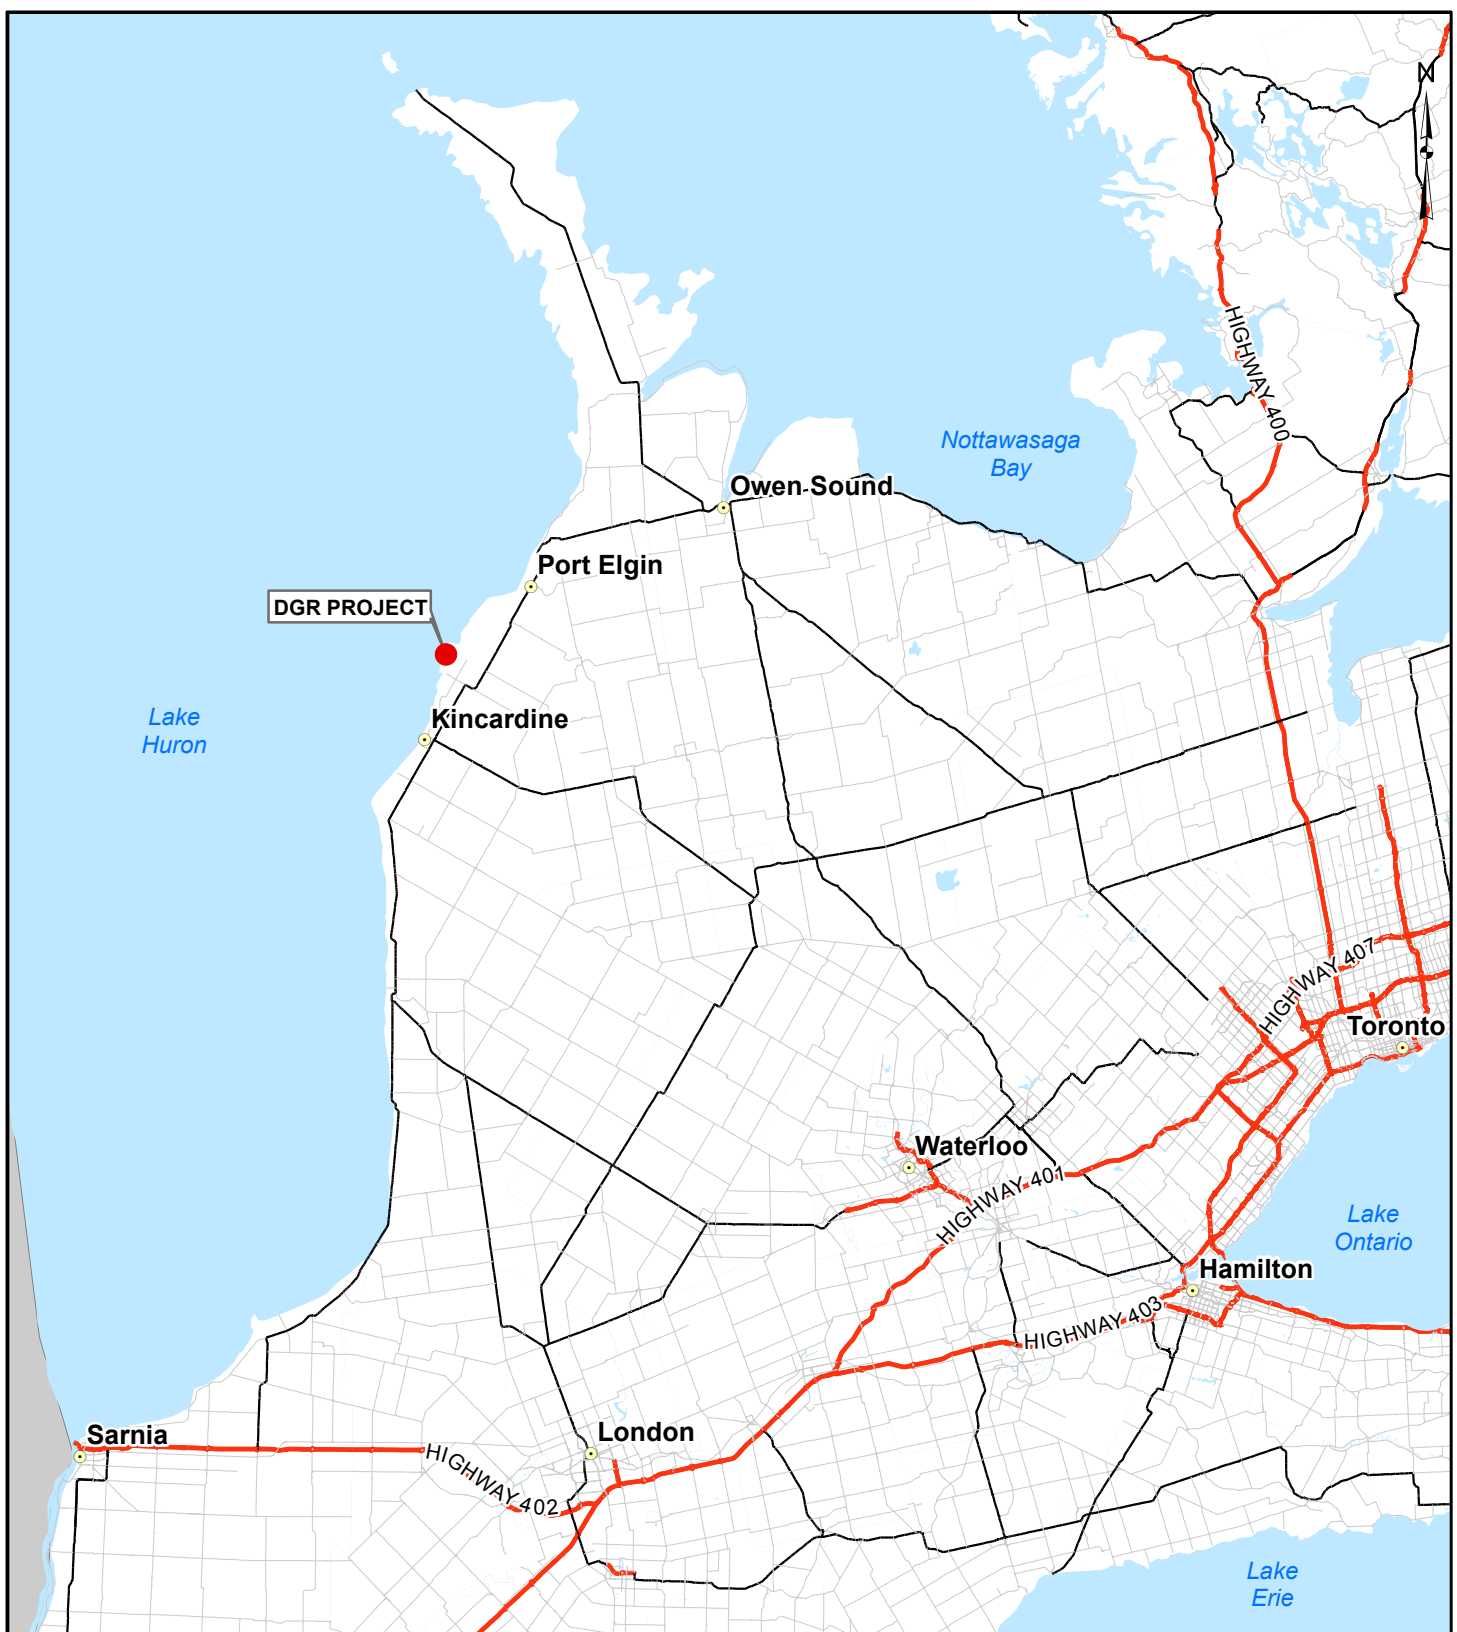 N
HIGHWAY 400
Nottawasaga
Bay
Owen Sound
Port Elgin
DGR PROJECT
Lake
Huron
Kincardine
HIGHWAY 407
Toronto
Waterloo
HIGHWAY 401
Lake
Ontario
Hamilton
HIGHWAY 403
Sarnia
London
HIGHWAY 402
Lake
Erie